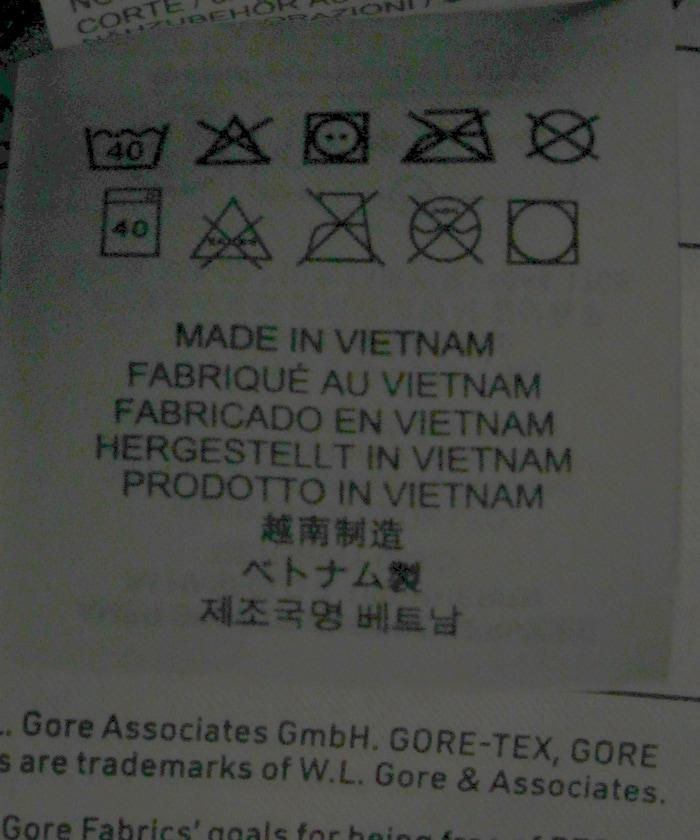 CORTE /
40
40
MADE IN VIETNAM
FABRIQUÉ AU VIETNAM
FABRICADO EN VIETNAM
HERGESTELLT IN VIETNAM
PRODOTTO IN VIETNAM
越南制造
ベトナム製
제조국명 베트남
. Gore Associates GmbH. GORE-TEX, GORE
s are trademarks of W.L. Gore & Associates.
Gore Fabrics' goals for being free of